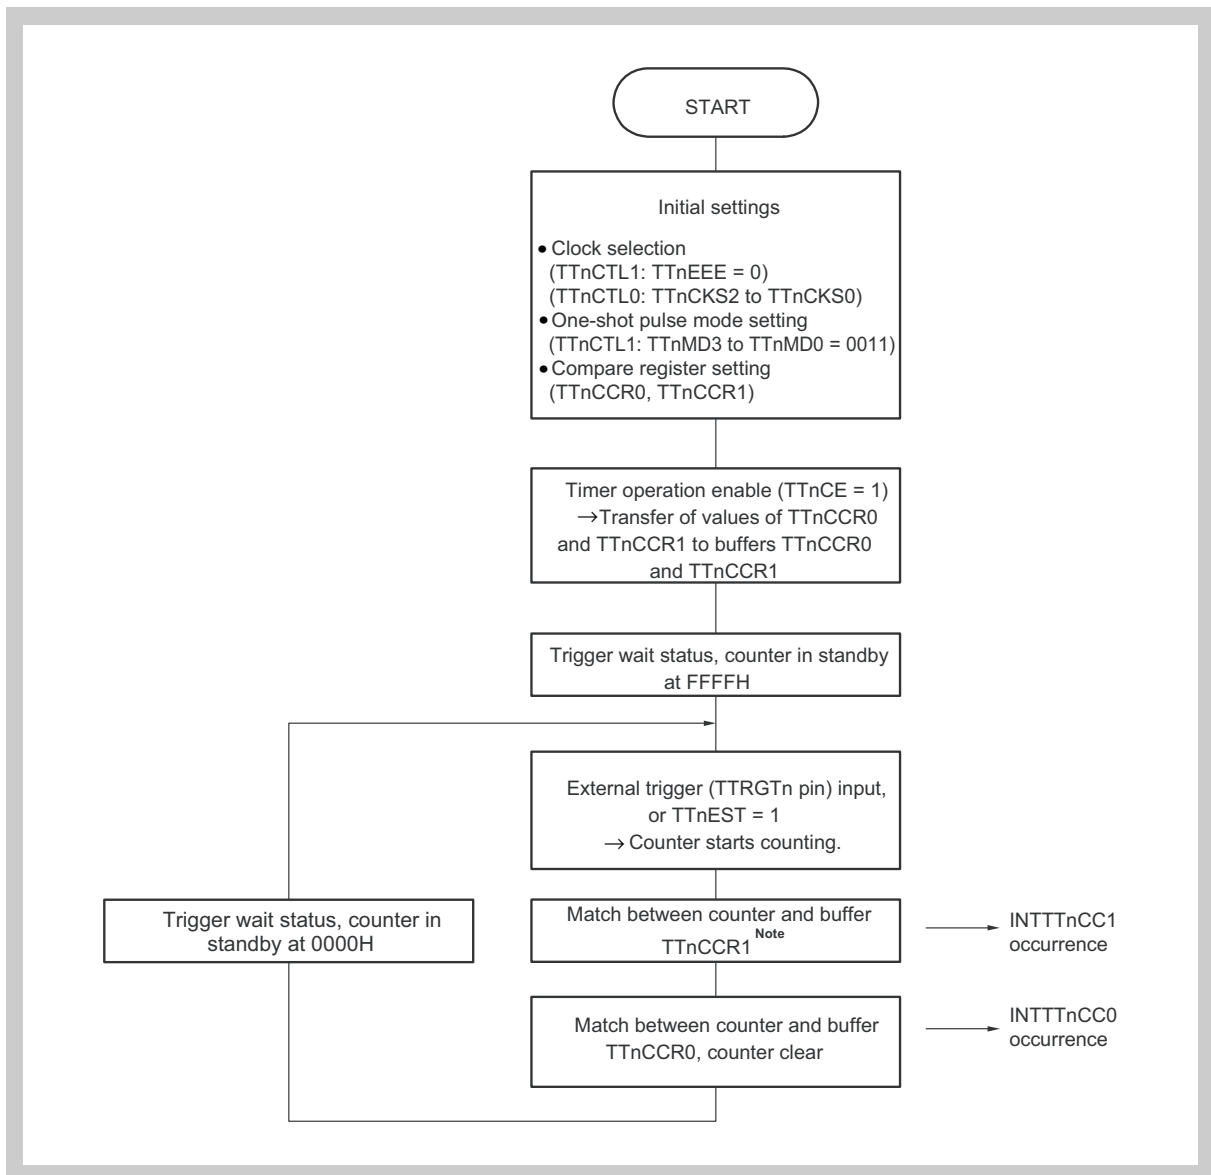 START
Initial settings
● Clock selection
(TTnCTL1: TTnEEE = 0)
(TTnCTL0: TTnCKS2 to TTnCKS0)
● One-shot pulse mode setting
(TTnCTL1: TTnMD3 to TTnMD0 = 0011)
● Compare register setting
(TTnCCR0, TTnCCR1)
Timer operation enable (TTnCE = 1)
→Transfer of values of TTnCCR0
and TTnCCR1 to buffers TTnCCR0
and TTnCCR1
Trigger wait status, counter in standby
at FFFFH
External trigger (TTRGTn pin) input,
or TTnEST = 1
→ Counter starts counting.
Trigger wait status, counter in
standby at 0000H
Match between counter and buffer
TTnCCR1 Note
INTTTnCC1
occurrence
Match between counter and buffer
TTnCCR0, counter clear
INTTTnCC0
occurrence